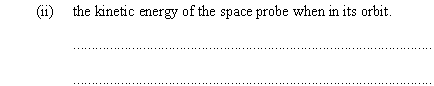 (ii) the kinetic energy of the space probe when in its orbit.